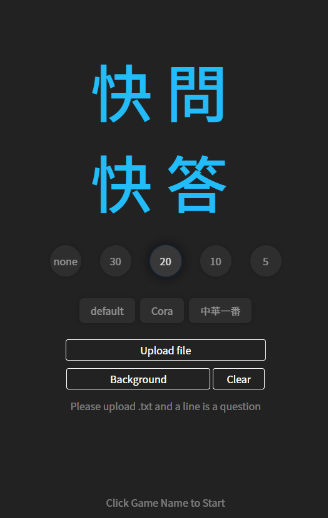 快問
快答
none 30 20 10 5
default Cora 中華一番
Upload file
Background Clear
Please upload .txt and a line is a question
Click Game Name to Start